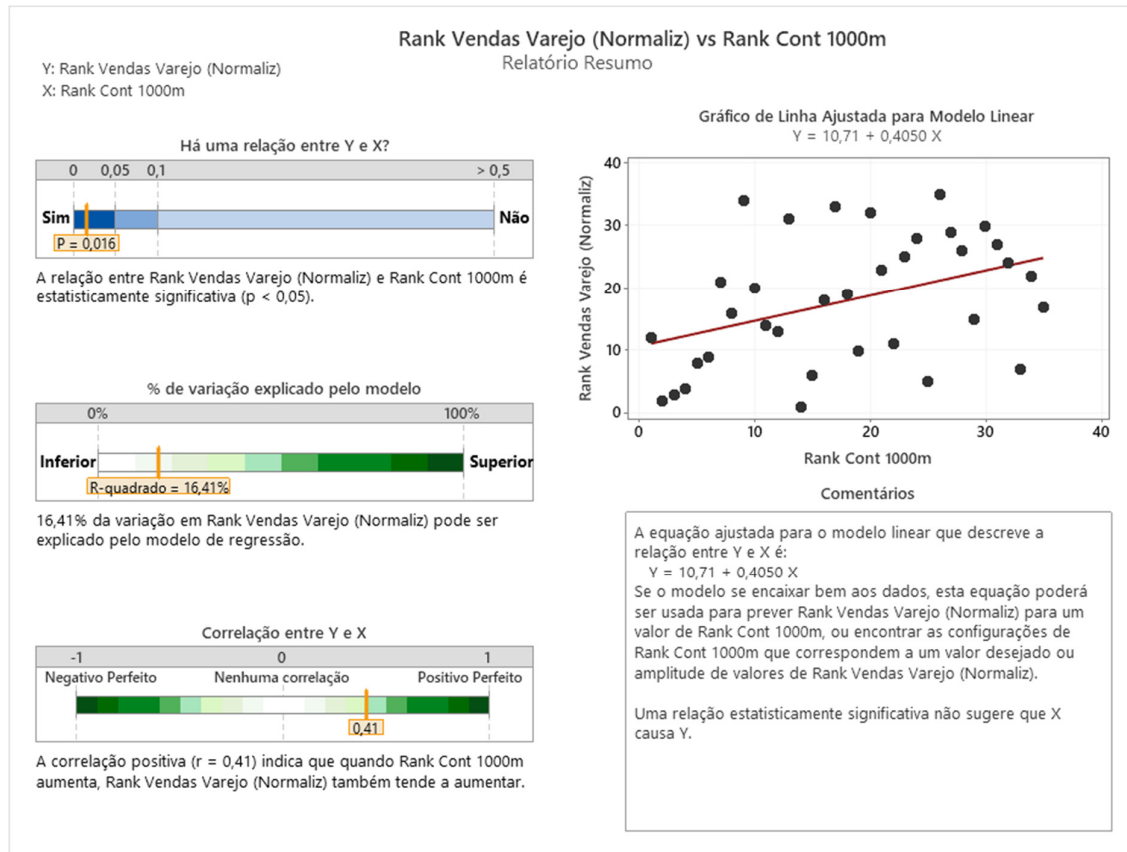 Rank Vendas Varejo (Normaliz) vs Rank Cont 1000m
Relatório Resumo
Y: Rank Vendas Varejo (Normaliz)
X: Rank Cont 1000m
Há uma relação entre Y e X?
0 0,05 0,1 > 0,5
Sim Não
P = 0,016
A relação entre Rank Vendas Varejo (Normaliz) e Rank Cont 1000m é
estatisticamente significativa (p < 0,05).
% de variação explicado pelo modelo
0% 100%
Inferior Superior
R-quadrado = 16,41%
16,41% da variação em Rank Vendas Varejo (Normaliz) pode ser
explicado pelo modelo de regressão.
Correlação entre Y e X
-1 0 1
Negativo Perfeito Nenhuma correlação Positivo Perfeito
0,41
A correlação positiva (r = 0,41) indica que quando Rank Cont 1000m
aumenta, Rank Vendas Varejo (Normaliz) também tende a aumentar.
Gráfico de Linha Ajustada para Modelo Linear
Y = 10,71 + 0,4050 X
Rank Vendas Varejo (Normaliz)
40
30
20
10
0
0 10 20 30 40
Rank Cont 1000m
Comentários
A equação ajustada para o modelo linear que descreve a
relação entre Y e X é:
Y = 10,71 + 0,4050 X
Se o modelo se encaixar bem aos dados, esta equação poderá
ser usada para prever Rank Vendas Varejo (Normaliz) para um
valor de Rank Cont 1000m, ou encontrar as configurações de
Rank Cont 1000m que correspondem a um valor desejado ou
amplitude de valores de Rank Vendas Varejo (Normaliz).
Uma relação estatisticamente significativa não sugere que X
causa Y.